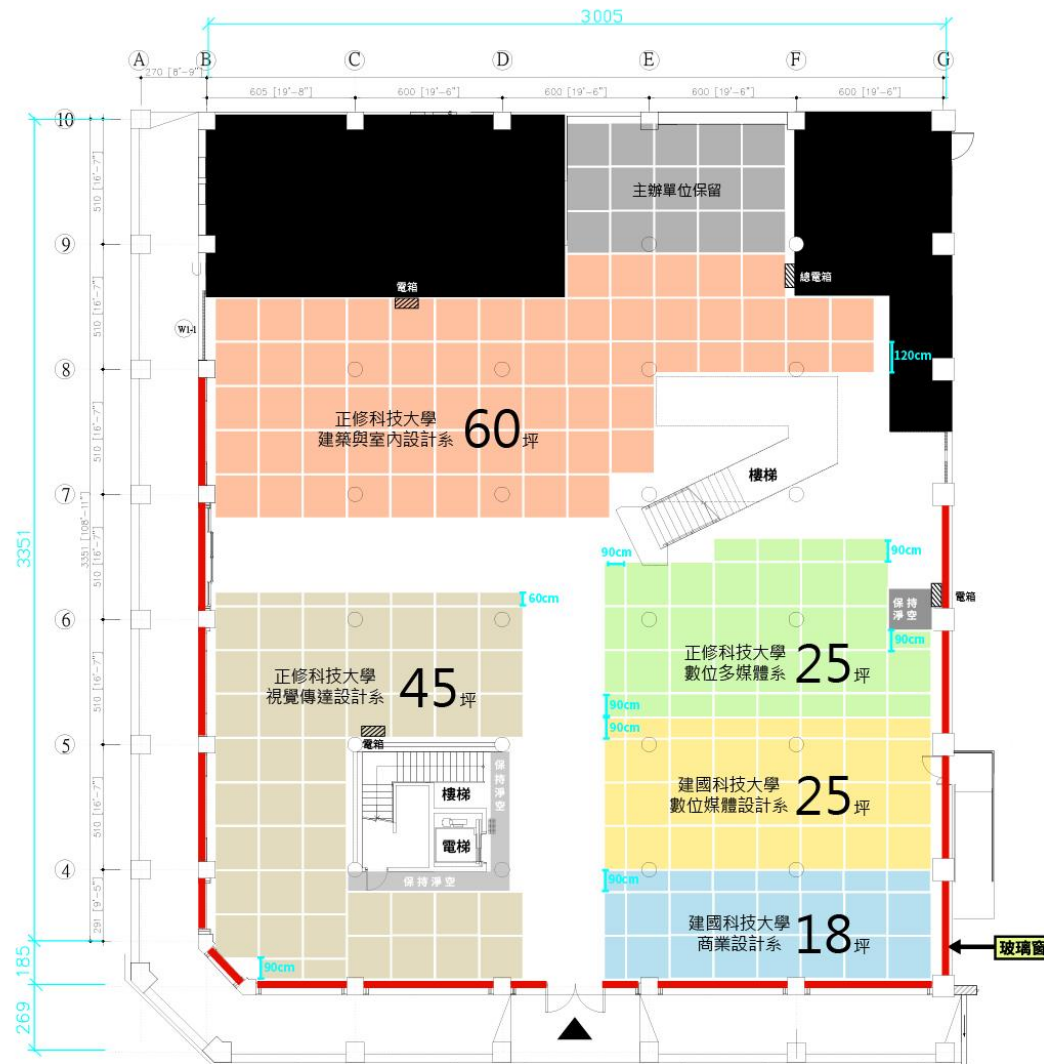 3005
A
B
C
D
E
F
G
270 [8'-9"]
605 [19'-8"]
600 [19'-6"]
600 [19'-6"]
600 [19'-6"]
600 [19'-6"]
10
510 [16'-7"]
主辦單位保留
9
電箱
總電箱
510 [16'-7"]
W1-1
8
120cm
正修科技大學
建築與室內設計系
60坪
510 [16'-7"]
樓梯
7
3351
3351 [108'-11"]
510 [16'-7"]
90cm
90cm
60cm
保持
淨空
電箱
6
90cm
正修科技大學
視覺傳達設計系
45坪
正修科技大學
數位多媒體系
25坪
510 [16'-7"]
90cm
90cm
電箱
5
保持淨空
樓梯
電梯
建國科技大學
數位媒體設計系
25坪
510 [16'-7"]
4
保持淨空
90cm
291 [9'-5"]
建國科技大學
商業設計系
18坪
玻璃窗
185
90cm
269